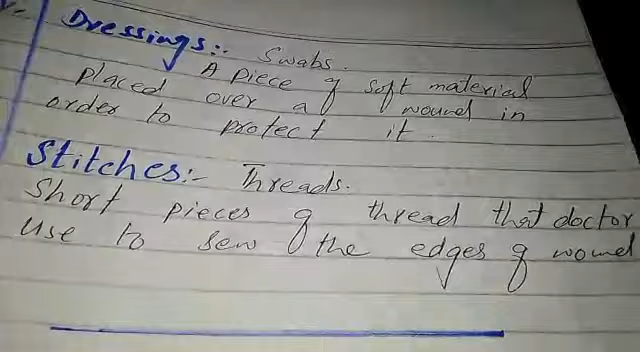 Dressings:- Swabs.
A piece of soft material
placed over a wound in
order to protect it.
Stitches:- Threads.
Short pieces of thread that doctor
use to sew the edges of wound